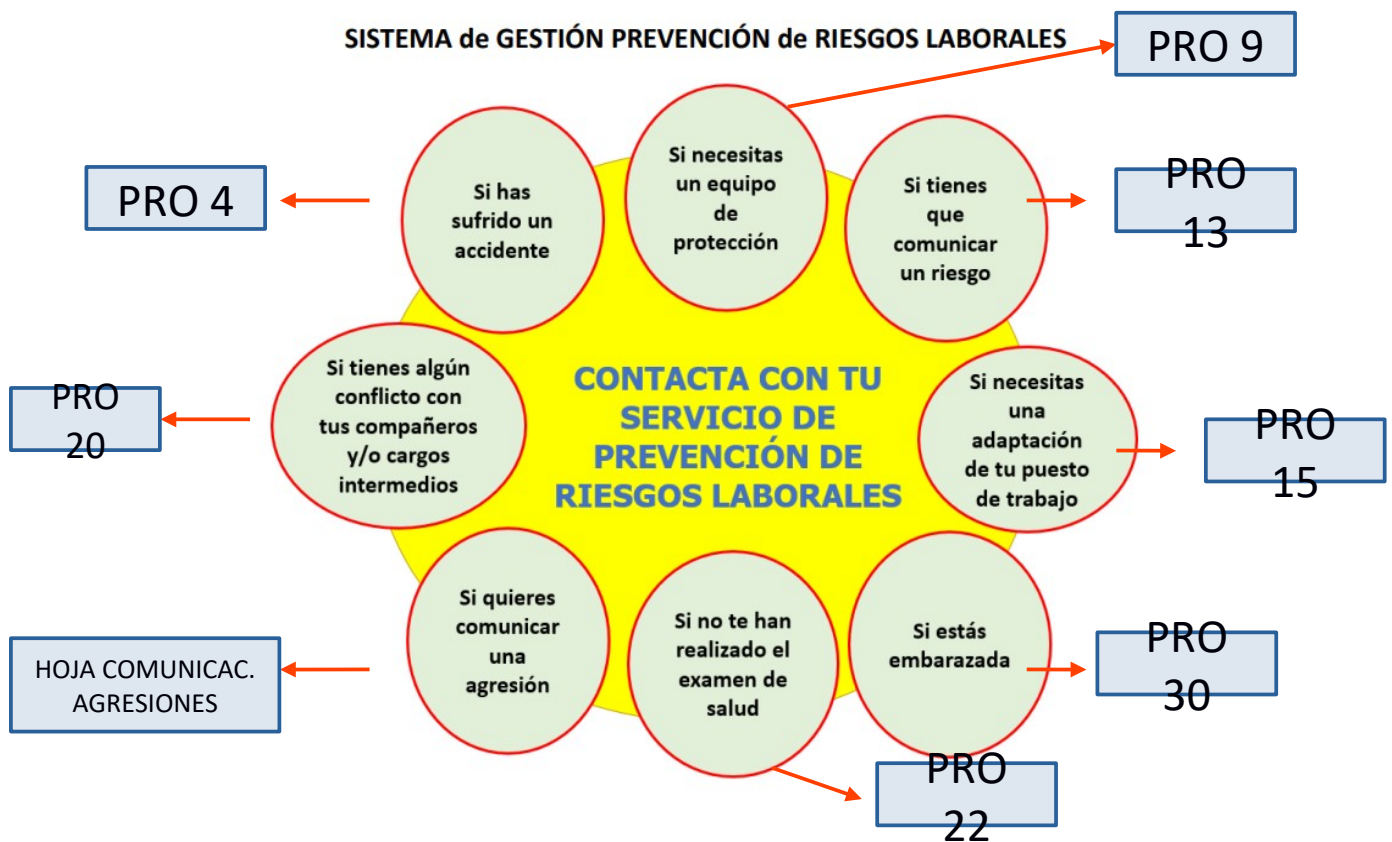 SISTEMA de GESTIÓN PREVENCIÓN de RIESGOS LABORALES
PRO 9
Si necesitas
un equipo
de
protección
Si has
sufrido un
accidente
PRO 4
Si tienes
que
comunicar
un riesgo
PRO
13
Si tienes algún
conflicto con
tus compañeros
y/o cargos
intermedios
PRO
20
CONTACTA CON TU
SERVICIO DE
PREVENCIÓN DE
RIESGOS LABORALES
Si necesitas
una
adaptación
de tu puesto
de trabajo
PRO
15
Si quieres
comunicar
una
agresión
HOJA COMUNICAC.
AGRESIONES
Si no te han
realizado el
examen de
salud
PRO
22
Si estás
embarazada
PRO
30